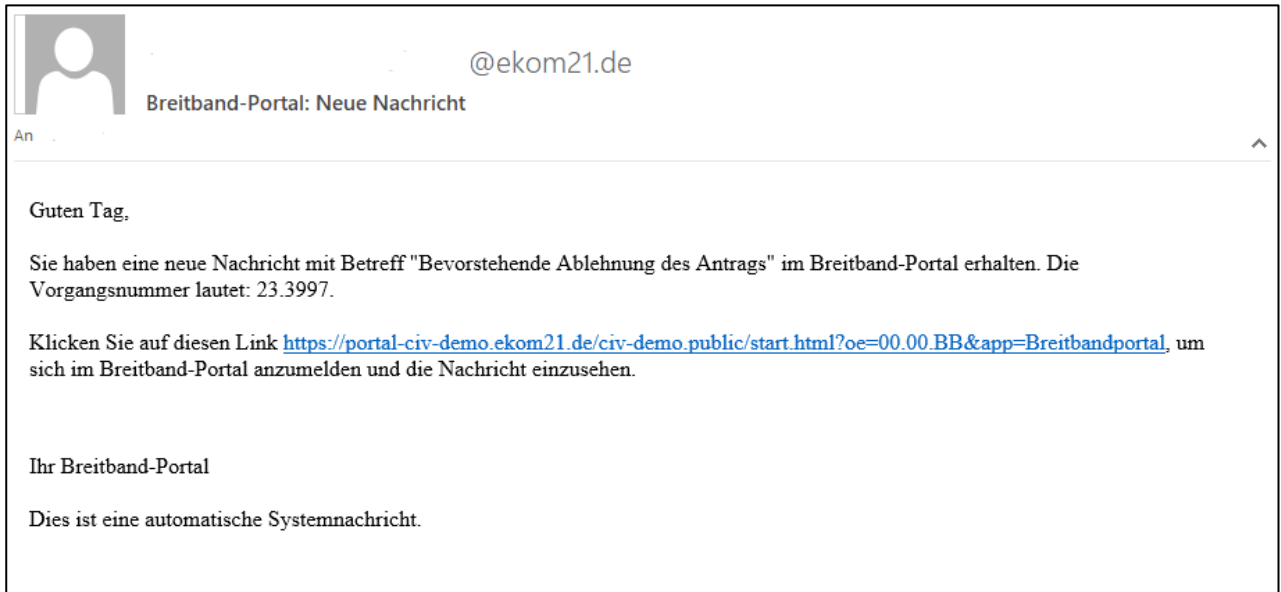 @ekom21.de
Breitband-Portal: Neue Nachricht
An
Guten Tag,
Sie haben eine neue Nachricht mit Betreff "Bevorstehende Ablehnung des Antrags" im Breitband-Portal erhalten. Die
Vorgangsnummer lautet: 23.3997.
Klicken Sie auf diesen Link https://portal-civ-demo.ekom21.de/civ-demo.public/start.html?oe=00.00.BB&app=Breitbandportal, um
sich im Breitband-Portal anzumelden und die Nachricht einzusehen.
Ihr Breitband-Portal
Dies ist eine automatische Systemnachricht.